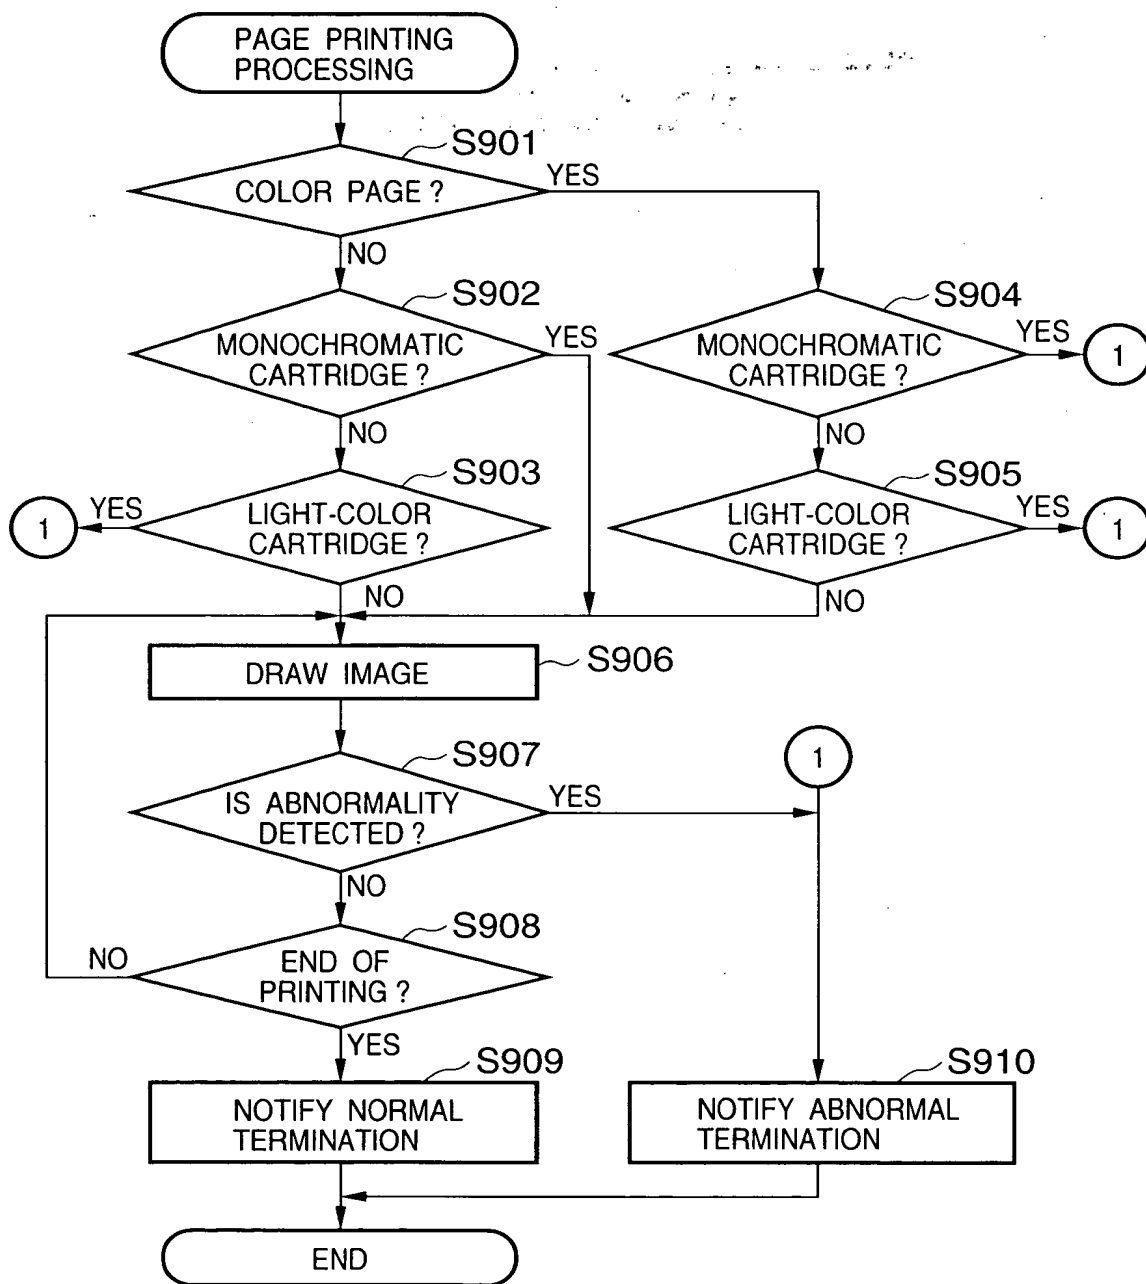 PAGE PRINTING
PROCESSING
S901
COLOR PAGE ?
YES
NO
S902
MONOCHROMATIC
CARTRIDGE ?
YES
NO
S904
MONOCHROMATIC
CARTRIDGE ?
YES
1
NO
S903
LIGHT-COLOR
CARTRIDGE ?
YES
1
NO
S905
LIGHT-COLOR
CARTRIDGE ?
YES
1
NO
DRAW IMAGE
S906
S907
IS ABNORMALITY
DETECTED ?
YES
NO
1
S908
END OF
PRINTING ?
NO
YES
S909
NOTIFY NORMAL
TERMINATION
S910
NOTIFY ABNORMAL
TERMINATION
END